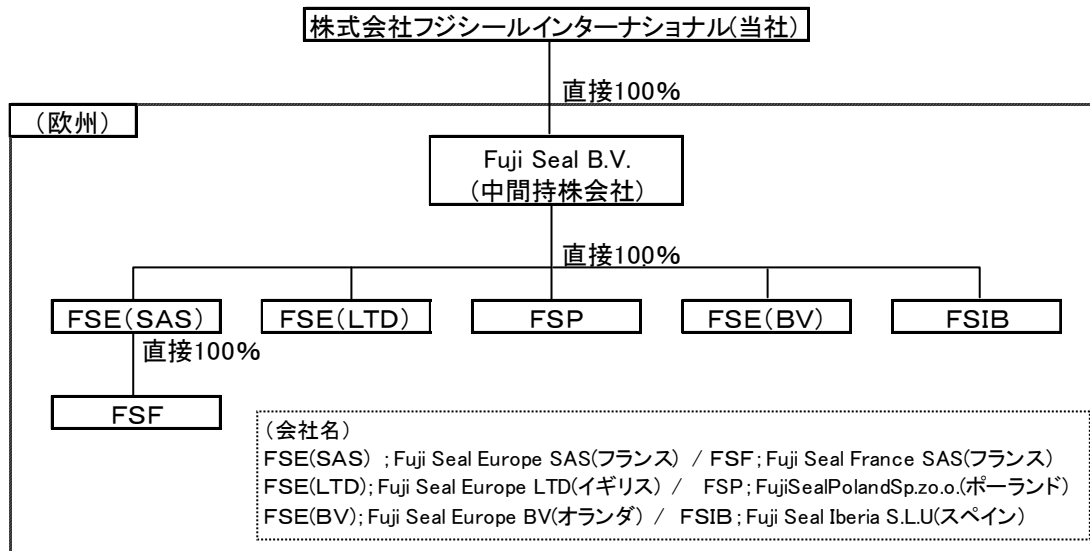 株式会社フジシールインターナショナル(当社)
直接100%
(欧州)
Fuji Seal B.V.
(中間持株会社)
直接100%
FSE(SAS) FSE(LTD) FSP FSE(BV) FSIB
直接100%
FSF
(会社名)
FSE(SAS) ; Fuji Seal Europe SAS(フランス) / FSF; Fuji Seal France SAS(フランス)
FSE(LTD); Fuji Seal Europe LTD(イギリス) / FSP; FujiSealPolandSp.zo.o.(ポーランド)
FSE(BV); Fuji Seal Europe BV(オランダ) / FSIB; Fuji Seal Iberia S.L.U(スペイン)